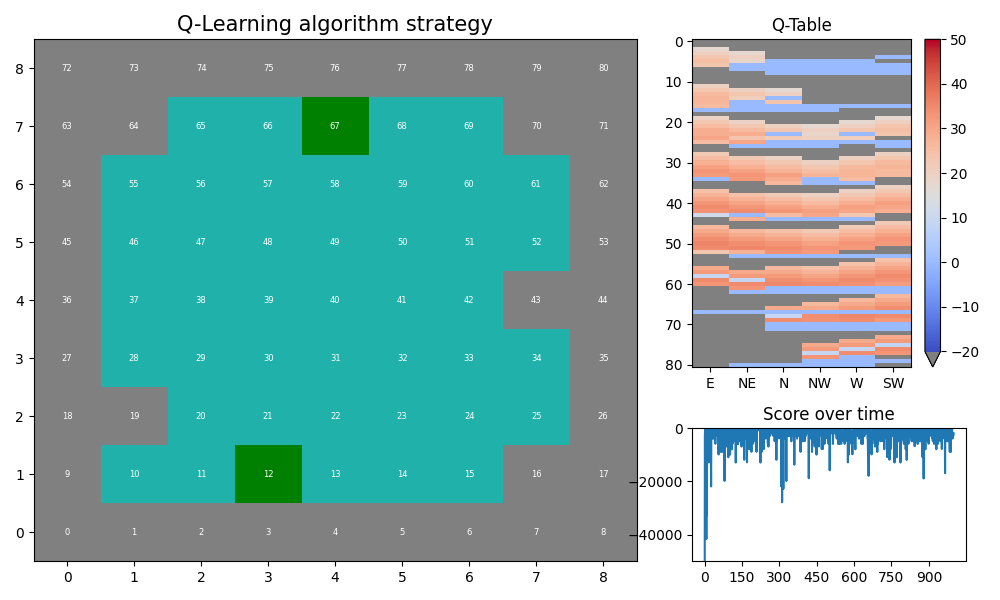 Q-Learning algorithm strategy
8 72 73 74 75 76 77 78 79 80
7 63 64 65 66 67 68 69 70 71
6 54 55 56 57 58 59 60 61 62
5 45 46 47 48 49 50 51 52 53
4 36 37 38 39 40 41 42 43 44
3 27 28 29 30 31 32 33 34 35
2 18 19 20 21 22 23 24 25 26
1 9 10 11 12 13 14 15 16 17
0 0 1 2 3 4 5 6 7 8
0 1 2 3 4 5 6 7 8
Q-Table
0
10
20
30
40
50
60
70
80
E NE N NW W SW
50
40
30
20
10
0
−10
−20
Score over time
0
−20000
−40000
0 150 300 450 600 750 900